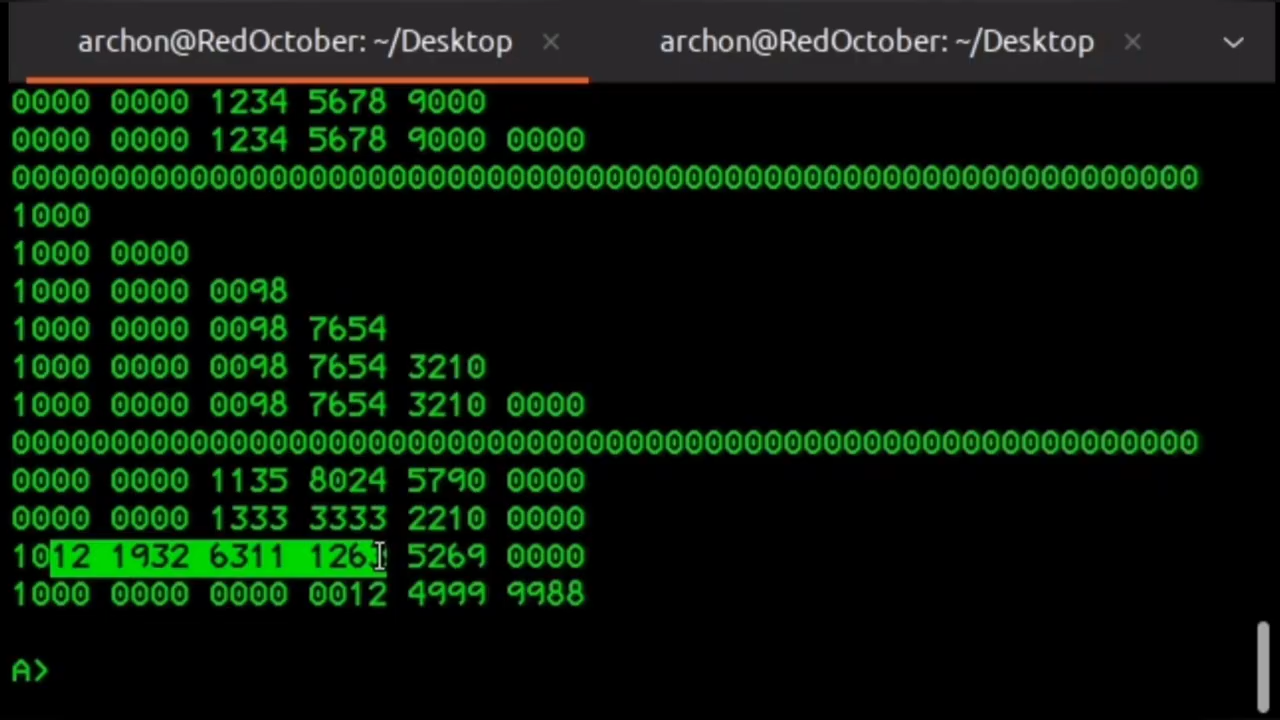 archon@RedOctober: ~/Desktop × archon@RedOctober: ~/Desktop ×
0000 0000 1234 5678 9000
0000 0000 1234 5678 9000 0000
000000000000000000000000000000000000000000000000000000000000
1000
1000 0000
1000 0000 0098
1000 0000 0098 7654
1000 0000 0098 7654 3210
1000 0000 0098 7654 3210 0000
000000000000000000000000000000000000000000000000000000000000
0000 0000 1135 8024 5790 0000
0000 0000 1333 3333 2210 0000
1012 1932 6311 1263 5269 0000
1000 0000 0000 0012 4999 9988
A>